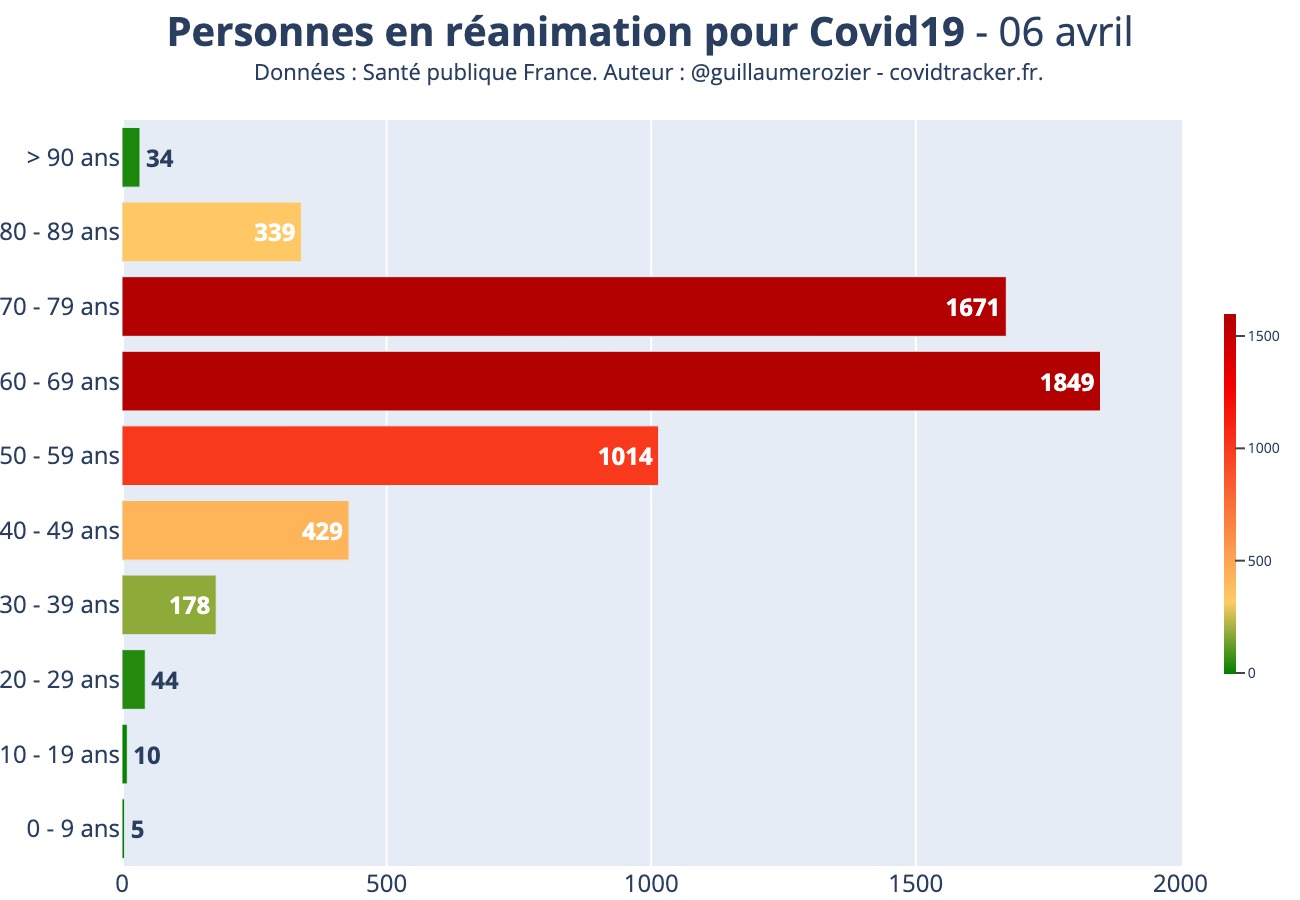 Personnes en réanimation pour Covid19 - 06 avril
Données : Santé publique France. Auteur : @guillaumerozier - covidtracker.fr.
> 90 ans 34
80 - 89 ans 339
70 - 79 ans 1671
60 - 69 ans 1849
50 - 59 ans 1014
40 - 49 ans 429
30 - 39 ans 178
20 - 29 ans 44
10 - 19 ans 10
0 - 9 ans 5
0 500 1000 1500 2000
1500
1000
500
0